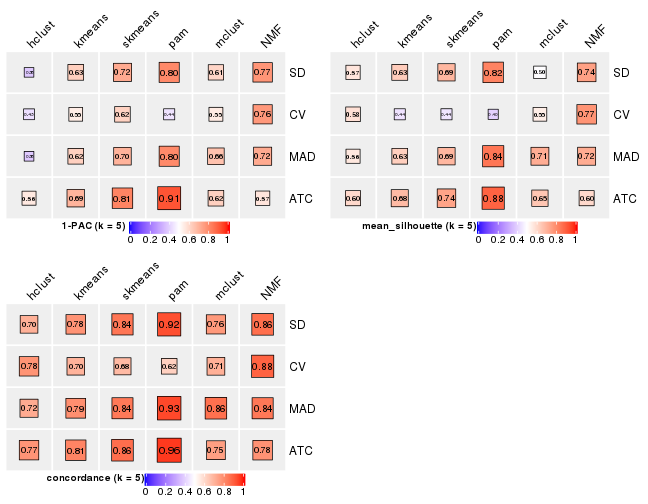 hclust kmeans skmeans pam mclust NMF
0.63 0.72 0.80 0.61 0.77 SD
0.55 0.62 0.44 0.55 0.76 CV
0.62 0.70 0.80 0.66 0.72 MAD
0.56 0.69 0.81 0.91 0.62 0.57 ATC
1-PAC (k = 5)
0 0.2 0.4 0.6 0.8 1
hclust kmeans skmeans pam mclust NMF
0.57 0.63 0.69 0.82 0.50 0.74 SD
0.58 0.44 0.44 0.55 0.77 CV
0.56 0.63 0.69 0.84 0.71 0.72 MAD
0.60 0.68 0.74 0.88 0.65 0.60 ATC
mean_silhouette (k = 5)
0 0.2 0.4 0.6 0.8 1
hclust kmeans skmeans pam mclust NMF
0.70 0.78 0.84 0.92 0.76 0.86 SD
0.78 0.70 0.68 0.62 0.71 0.88 CV
0.72 0.79 0.84 0.93 0.86 0.84 MAD
0.77 0.81 0.86 0.96 0.75 0.78 ATC
concordance (k = 5)
0 0.2 0.4 0.6 0.8 1